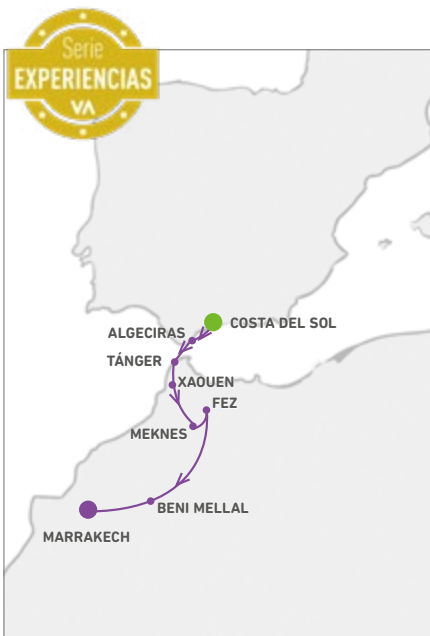 Serie
EXPERIENCIAS
VA
COSTA DEL SOL
ALGECIRAS
TÁNGER
XAOUEN
FEZ
MEKNES
BENI MELLAL
MARRAKECH